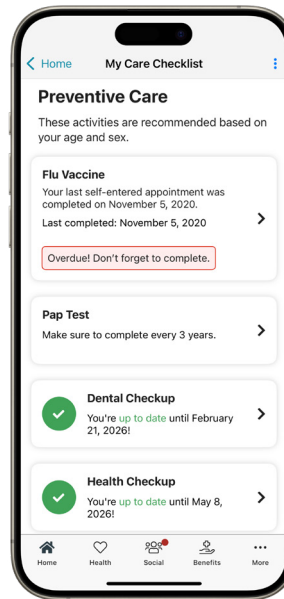 Home
My Care Checklist
Preventive Care
These activities are recommended based on
your age and sex.
Flu Vaccine
Your last self-entered appointment was
completed on November 5, 2020.
Last completed: November 5, 2020
Overdue! Don't forget to complete.
Pap Test
Make sure to complete every 3 years.
Dental Checkup
You're up to date until February
21, 2026!
Health Checkup
You're up to date until May 8,
2026!
Home Health Social Benefits More